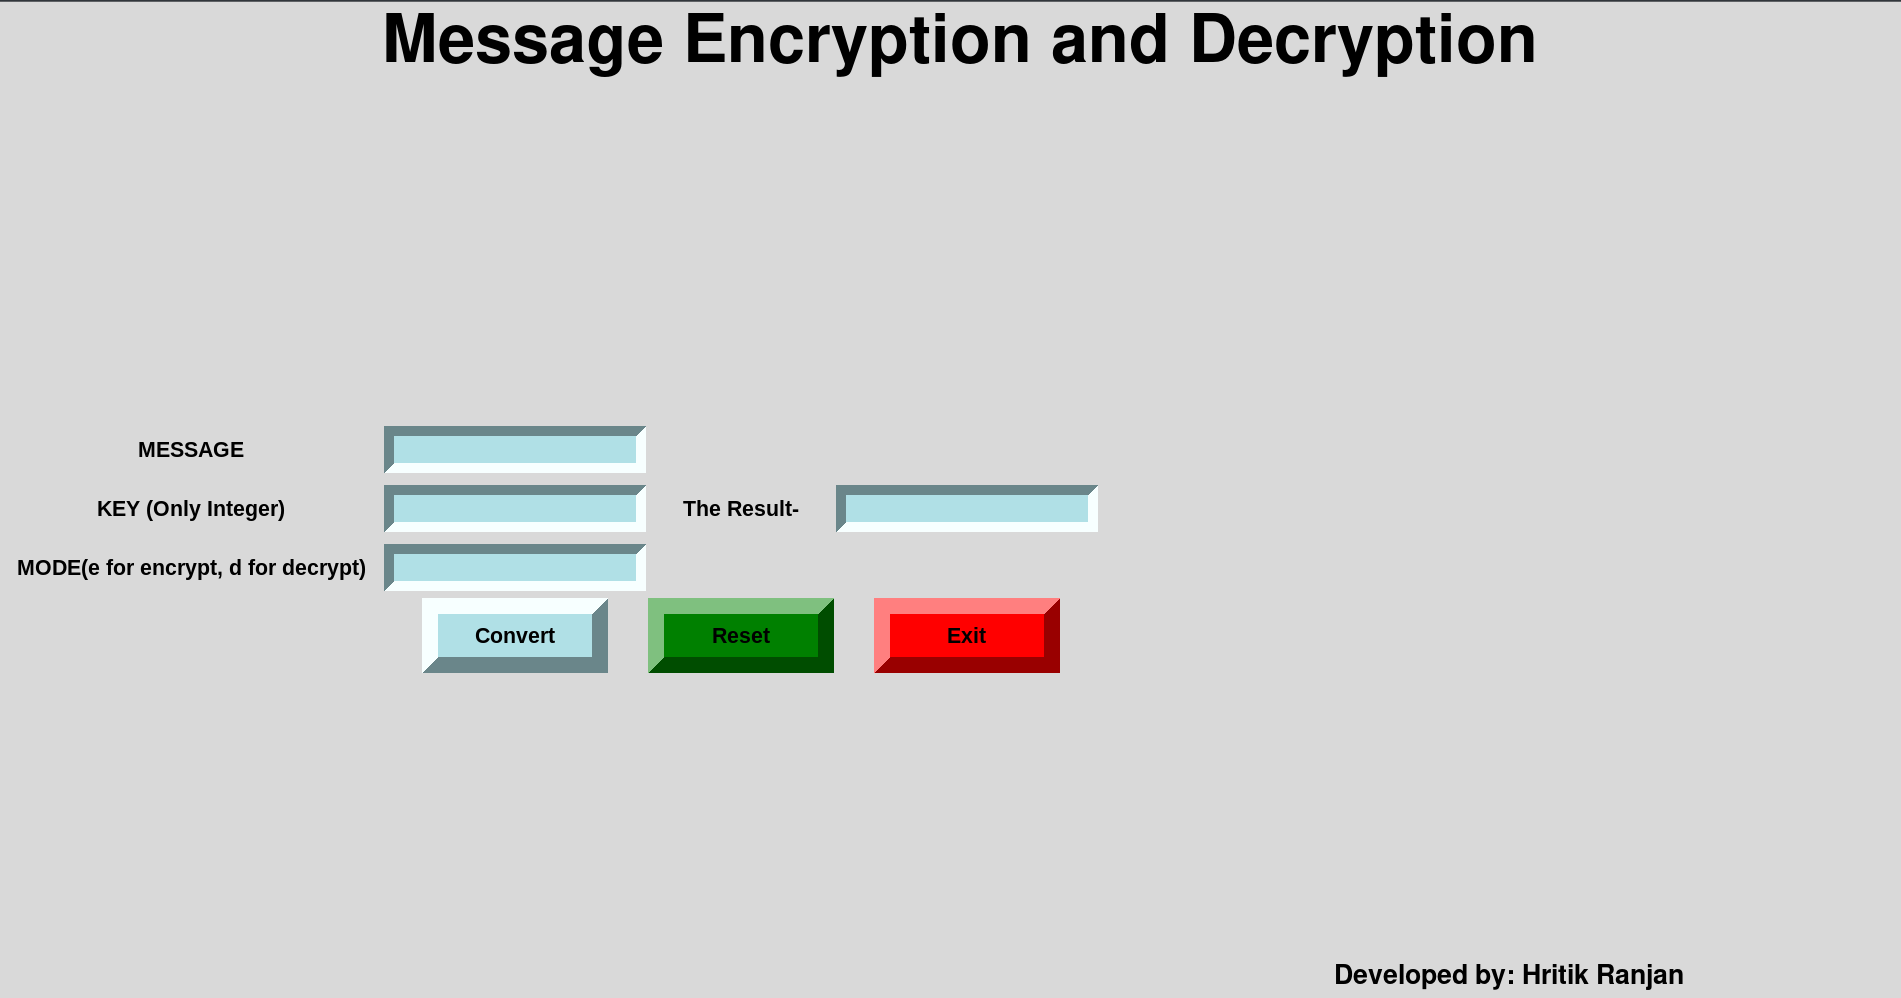 Message Encryption and Decryption
MESSAGE
KEY (Only Integer)
The Result-
MODE(e for encrypt, d for decrypt)
Convert
Reset
Exit
Developed by: Hritik Ranjan